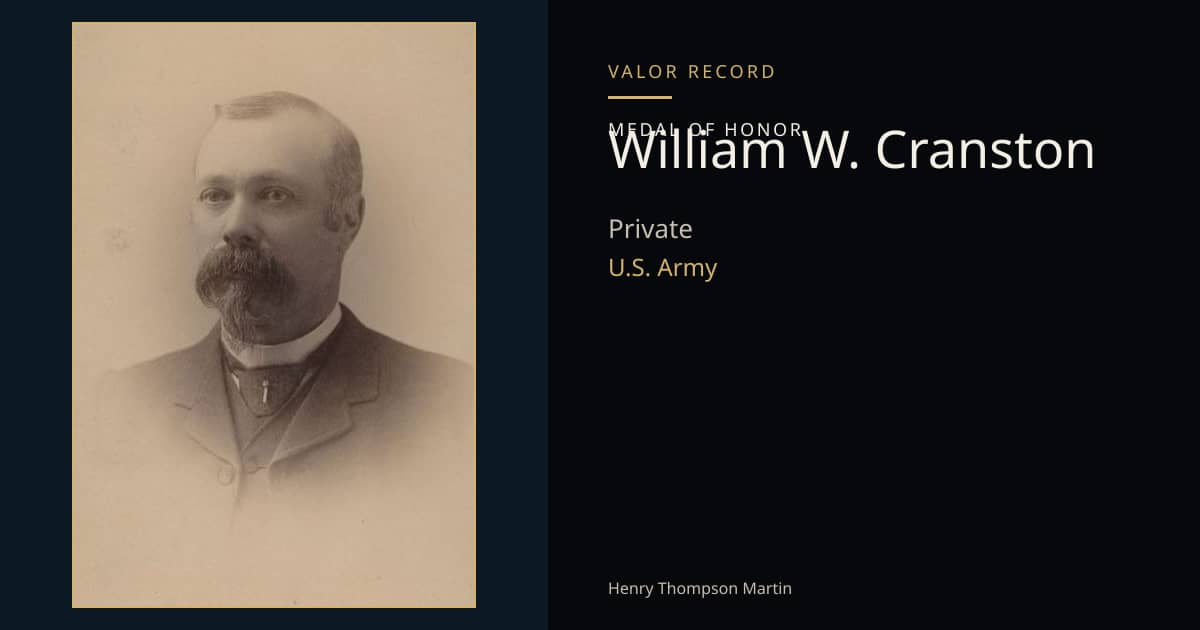 VALOR RECORD
MEDAL OF HONOR
William W. Cranston
Private
U.S. Army
Henry Thompson Martin